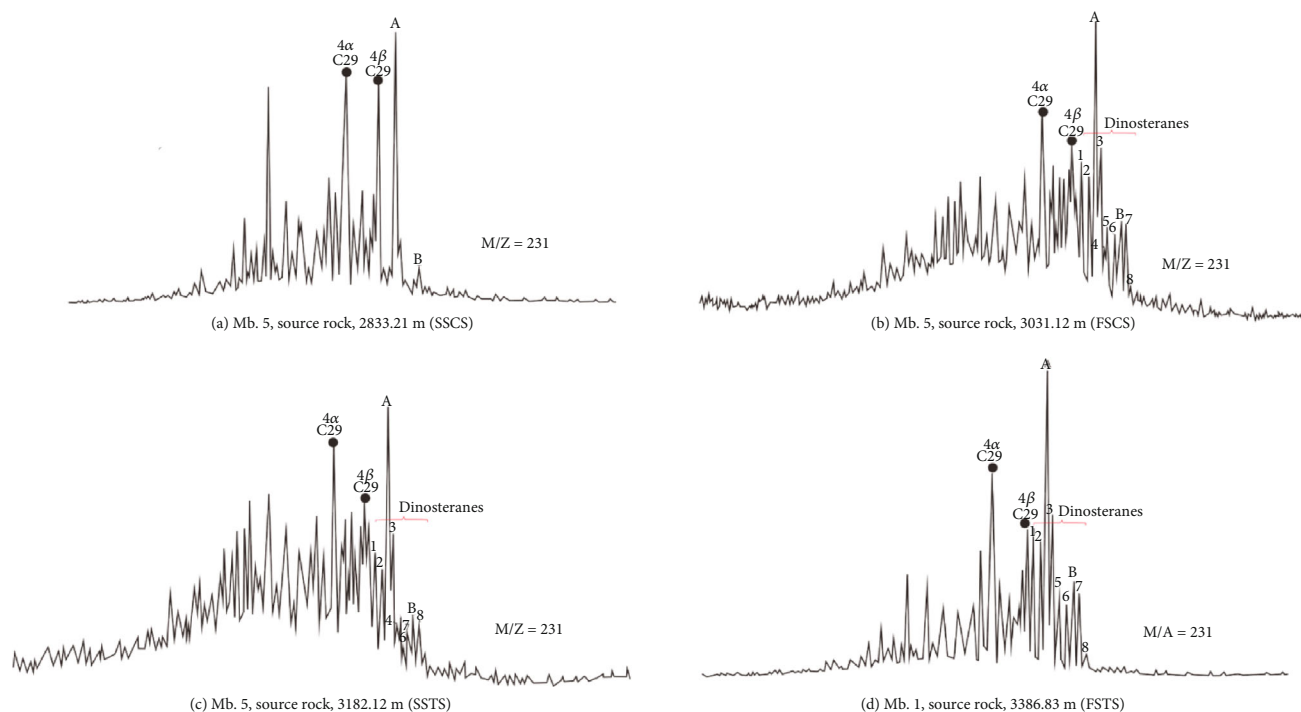 A
4α
C29
4β
C29
B
M/Z = 231
(a) Mb. 5, source rock, 2833.21 m (SSCS)
A
4α
C29
4β
C29
Dinosteranes
1
2
3
4
5
6
B
7
8
M/Z = 231
(b) Mb. 5, source rock, 3031.12 m (FSCS)
A
4α
C29
4β
C29
Dinosteranes
1
2
3
4
7
6
B
8
M/Z = 231
(c) Mb. 5, source rock, 3182.12 m (SSTS)
A
4α
C29
4β
C29
Dinosteranes
1
2
3
5
6
B
7
8
M/A = 231
(d) Mb. 1, source rock, 3386.83 m (FSTS)